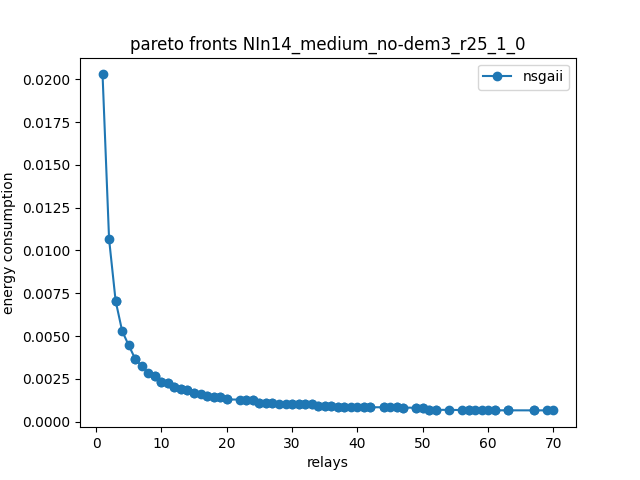 pareto fronts NIn14_medium_no-dem3_r25_1_0
nsgaii
energy consumption
0.0200
0.0175
0.0150
0.0125
0.0100
0.0075
0.0050
0.0025
0.0000
0 10 20 30 40 50 60 70
relays